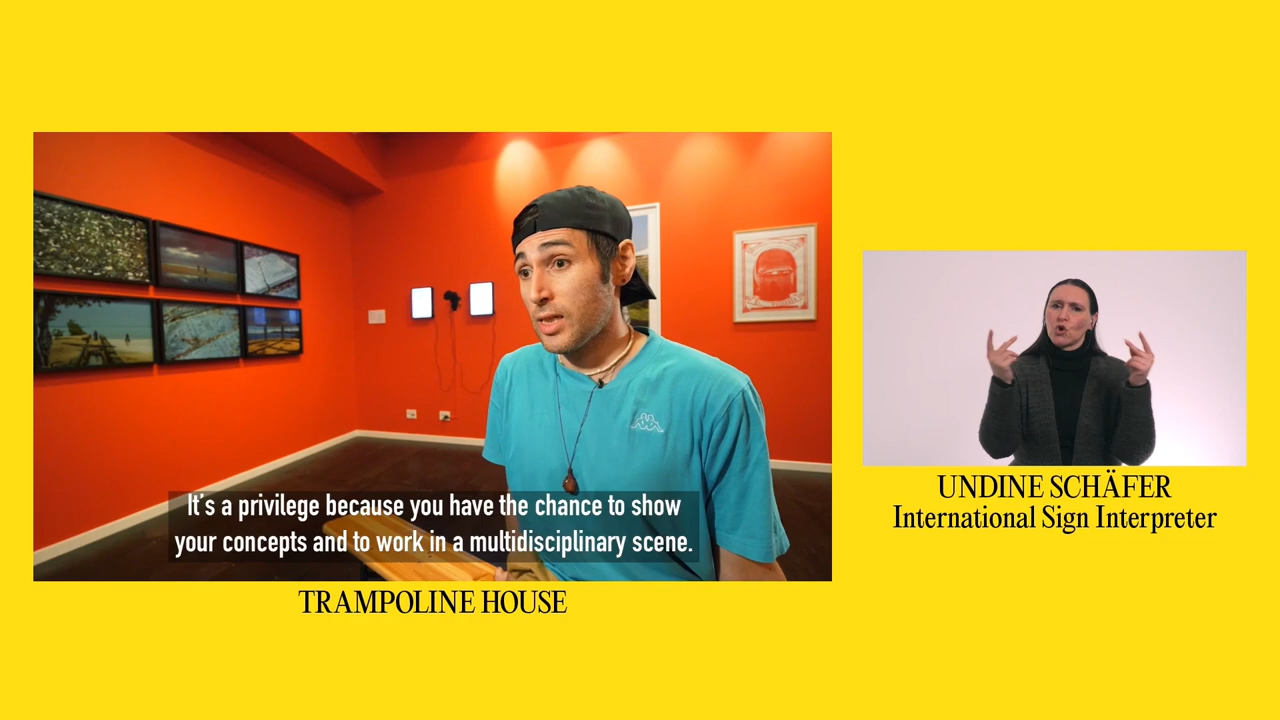 It's a privilege because you have the chance to show
your concepts and to work in a multidisciplinary scene.
TRAMPOLINE HOUSE
UNDINE SCHÄFER
International Sign Interpreter